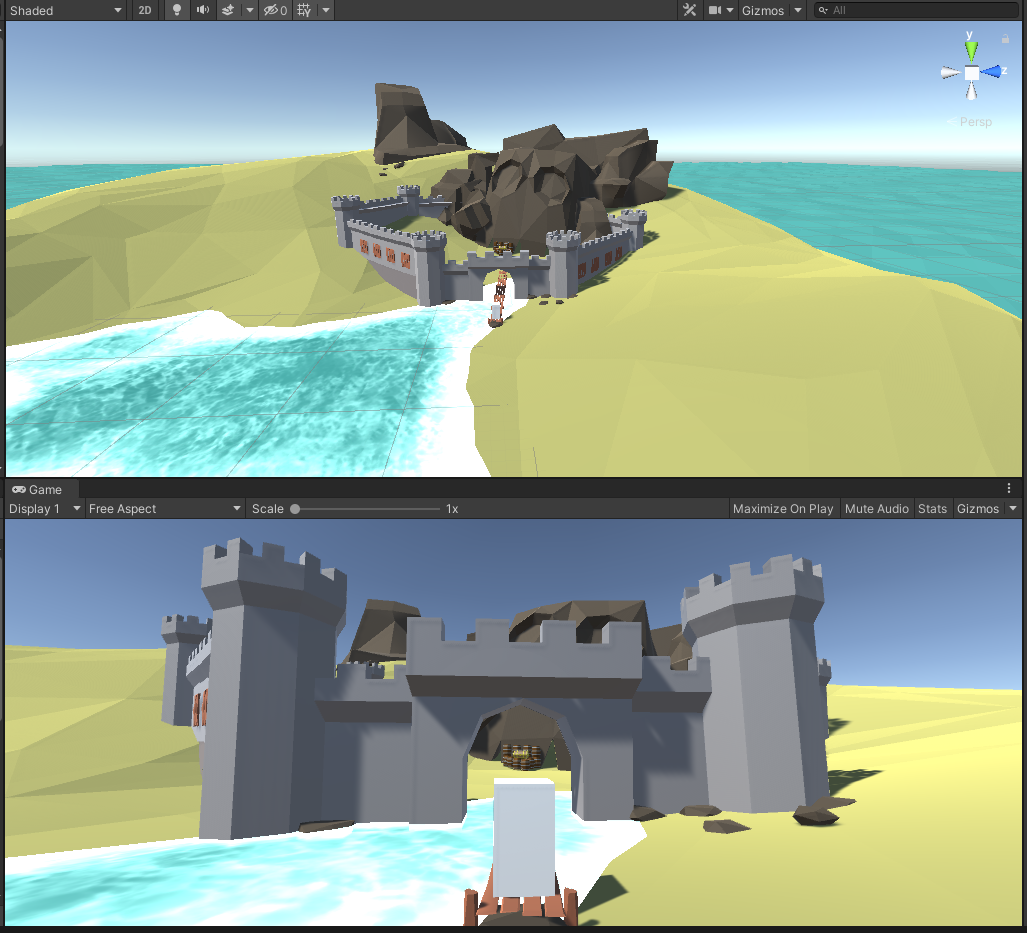 Shaded 2D 0 Gizmos All
y
z
Persp
Game
Display 1 Free Aspect Scale 1x Maximize On Play Mute Audio Stats Gizmos